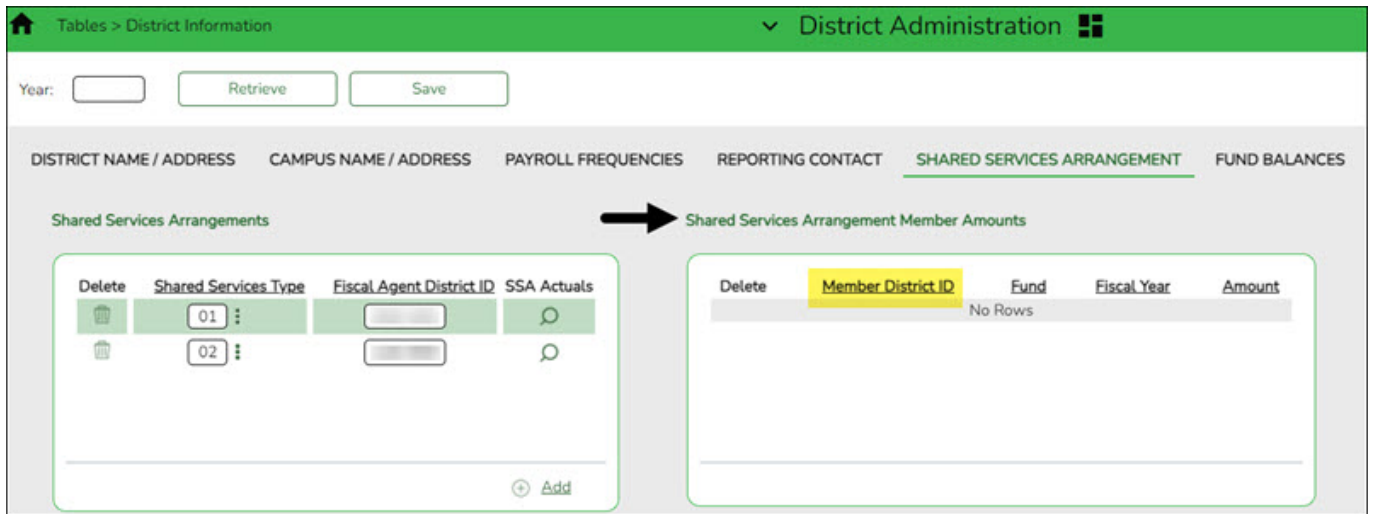 Tables > District Information
District Administration
Year:
Retrieve
Save
DISTRICT NAME / ADDRESS CAMPUS NAME / ADDRESS PAYROLL FREQUENCIES REPORTING CONTACT SHARED SERVICES ARRANGEMENT FUND BALANCES
Shared Services Arrangements
Delete Shared Services Type Fiscal Agent District ID SSA Actuals
01
02
Add
Shared Services Arrangement Member Amounts
Delete Member District ID Fund Fiscal Year Amount
No Rows